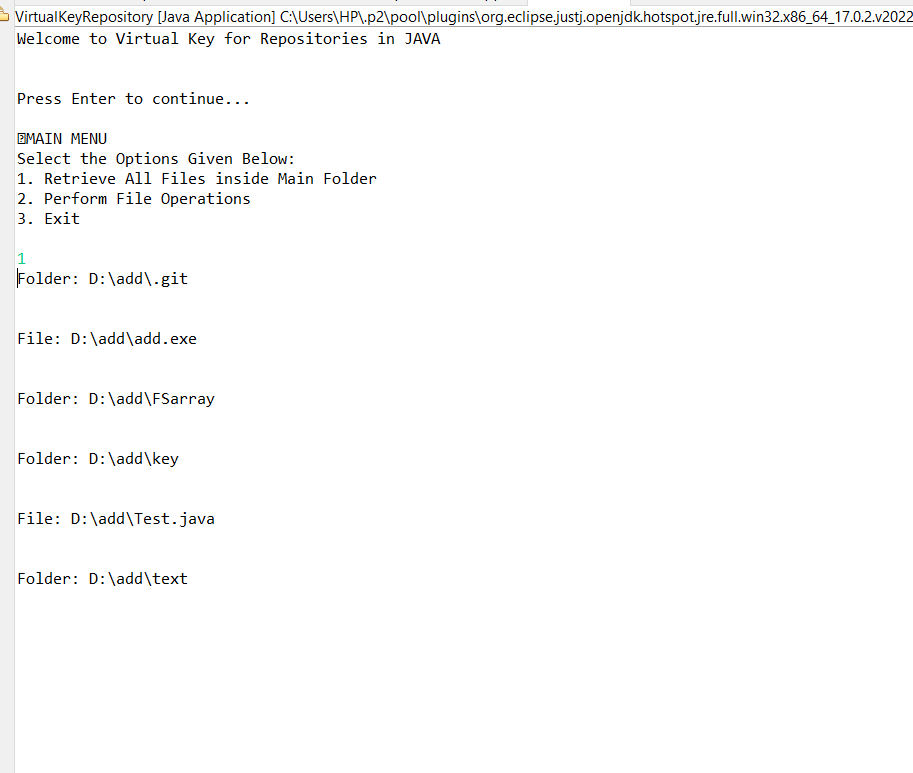 VirtualKeyRepository [Java Application] C:\Users\HP\.p2\pool\plugins\org.eclipse.justj.openjdk.hotspot.jre.full.win32.x86_64_17.0.2.v2022
Welcome to Virtual Key for Repositories in JAVA
Press Enter to continue...
MAIN MENU
Select the Options Given Below:
1. Retrieve All Files inside Main Folder
2. Perform File Operations
3. Exit
1
Folder: D:\add\.git
File: D:\add\add.exe
Folder: D:\add\FSarray
Folder: D:\add\key
File: D:\add\Test.java
Folder: D:\add\text